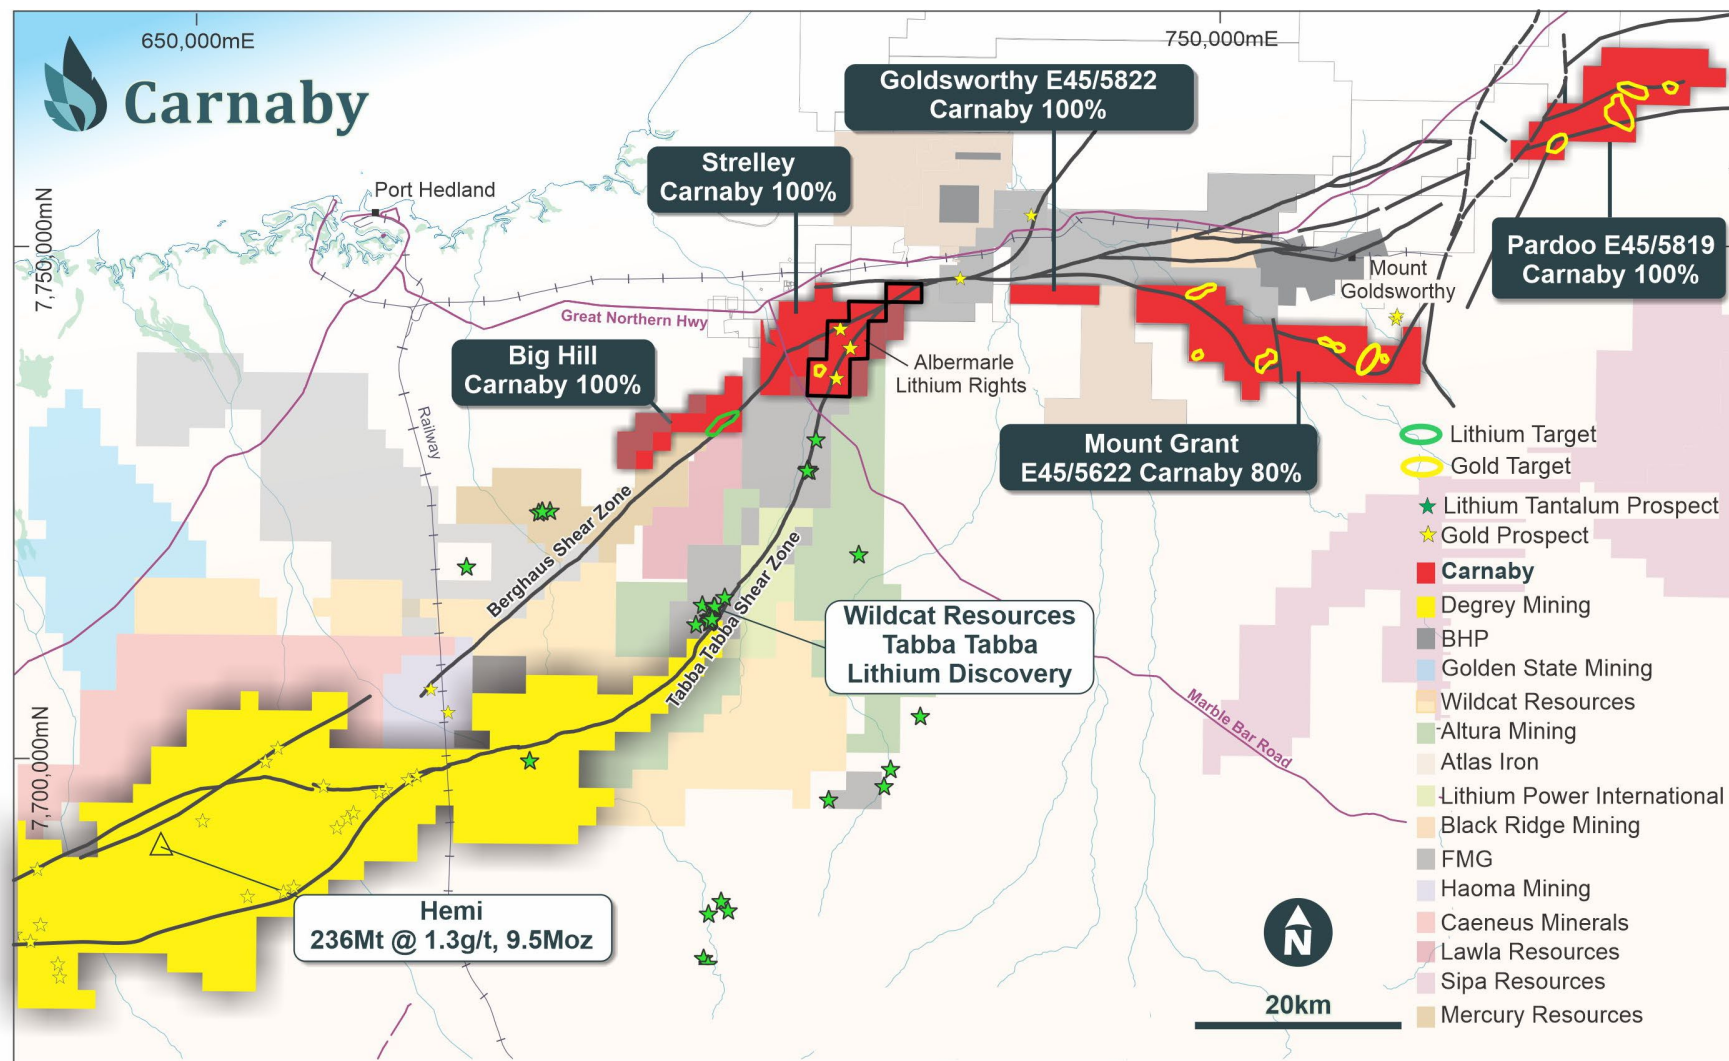 650,000mE
750,000mE
Carnaby
Goldsworthy E45/5822
Carnaby 100%
Strelley
Carnaby 100%
Port Hedland
7,750,000mN
Pardoo E45/5819
Carnaby 100%
Mount
Goldsworthy
Great Northern Hwy
Big Hill
Carnaby 100%
Albermarle
Lithium Rights
Railway
Mount Grant
E45/5622 Carnaby 80%
Berghaus Shear Zone
Tabba Tabba Shear Zone
Wildcat Resources
Tabba Tabba
Lithium Discovery
Marble Bar Road
7,700,000mN
Hemi
236Mt @ 1.3g/t, 9.5Moz
N
20km
Lithium Target
Gold Target
Lithium Tantalum Prospect
Gold Prospect
Carnaby
Degrey Mining
BHP
Golden State Mining
Wildcat Resources
Altura Mining
Atlas Iron
Lithium Power International
Black Ridge Mining
FMG
Haoma Mining
Caeneus Minerals
Lawla Resources
Sipa Resources
Mercury Resources